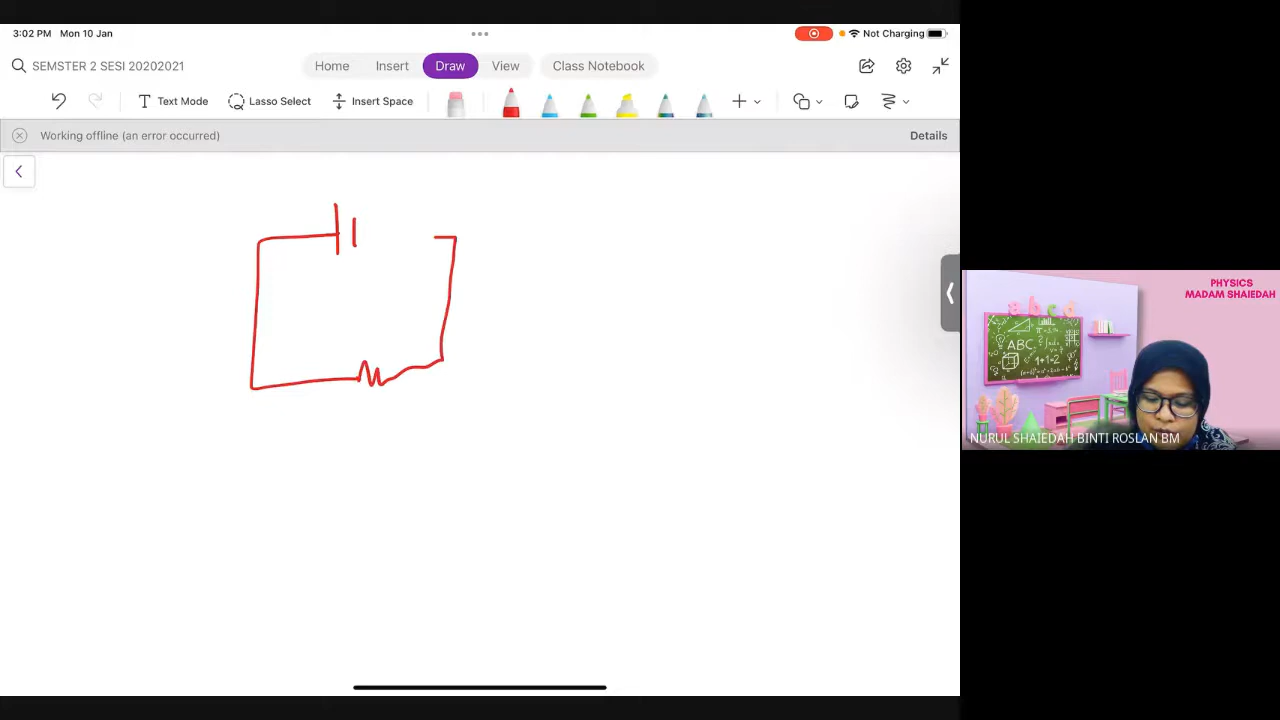 3:02 PM Mon 10 Jan
Not Charging
SEMSTER 2 SESI 20202021
Home Insert Draw View Class Notebook
Text Mode Lasso Select Insert Space
Working offline (an error occurred) Details
PHYSICS
MADAM SHAIEDAH
abcd
ABC
1+1=2
NURUL SHAIEDAH BINTI ROSLAN BM